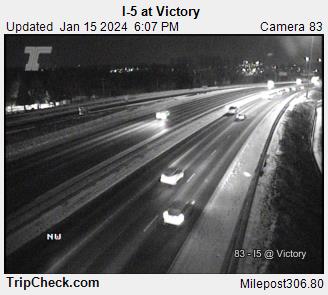 I-5 at Victory
Updated Jan 15 2024 6:07 PM Camera 83
T
NW
83 - I5 @ Victory
TripCheck.com Milepost306.80